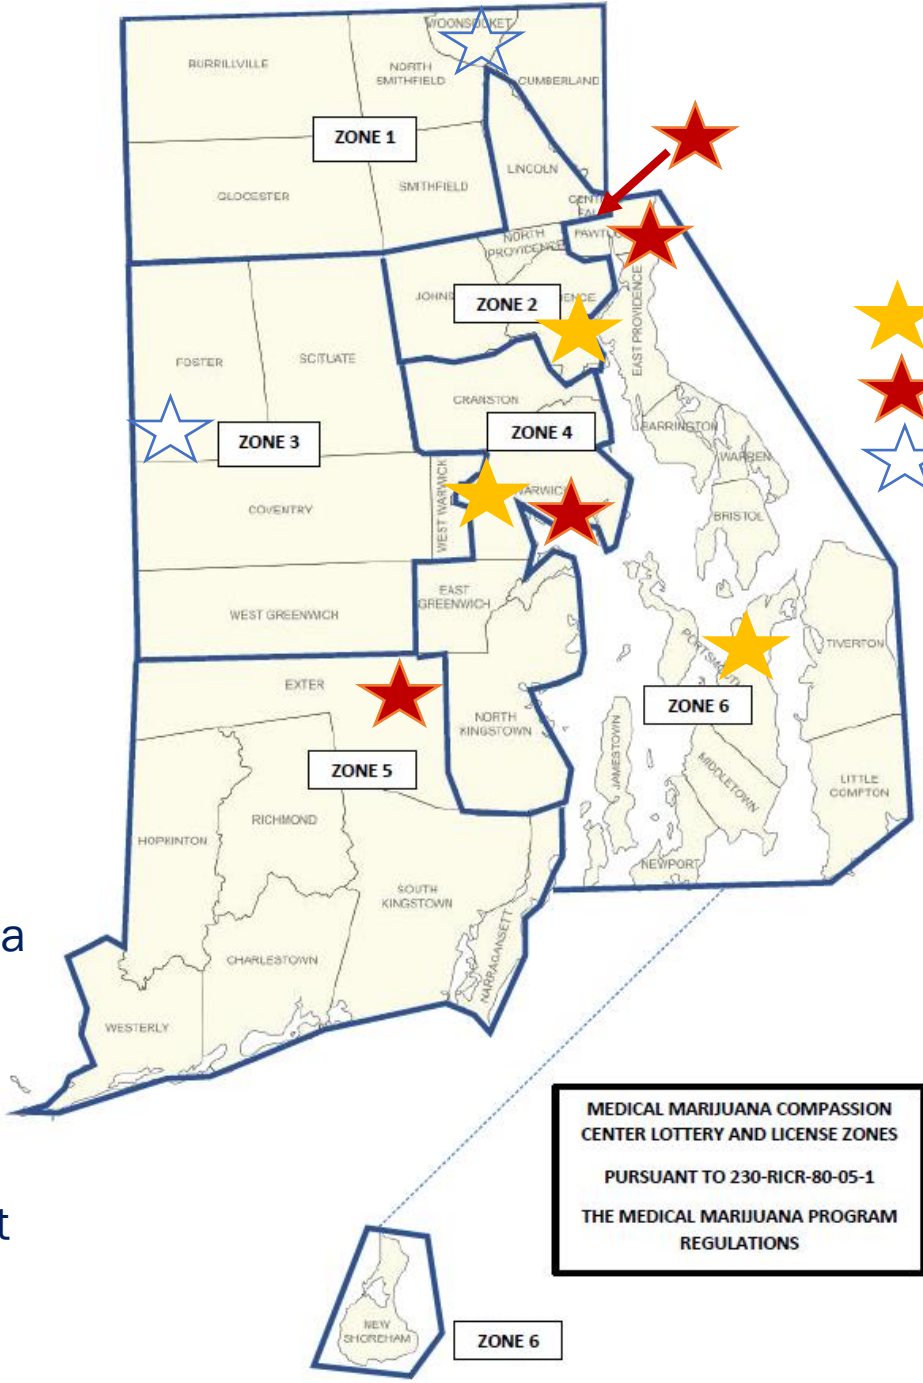 WOONSOCKET
BURRILLVILLE
NORTH
SMITHFIELD
CUMBERLAND
ZONE 1
LINCOLN
SMITHFIELD
GLOCESTER
NORTH
PROVIDENCE
ZONE 2
EAST PROVIDENCE
FOSTER
SCITUATE
CRANSTON
BARRINGTON
ZONE 3
ZONE 4
WARREN
WEST WARWICK
COVENTRY
BRISTOL
EAST
GREENWICH
WEST GREENWICH
PORTSMOUTH
TIVERTON
EXTER
ZONE 6
NORTH
KINGSTOWN
JAMESTOWN
ZONE 5
MIDDLETOWN
LITTLE
COMPTON
RICHMOND
HOPKINTON
NEWPORT
SOUTH
KINGSTOWN
a
NARRAGANSETT
CHARLESTOWN
WESTERLY
MEDICAL MARIJUANA COMPASSION
CENTER LOTTERY AND LICENSE ZONES
PURSUANT TO 230-RICR-80-05-1
THE MEDICAL MARIJUANA PROGRAM
REGULATIONS
t
NEW
SHOREHAM
ZONE 6